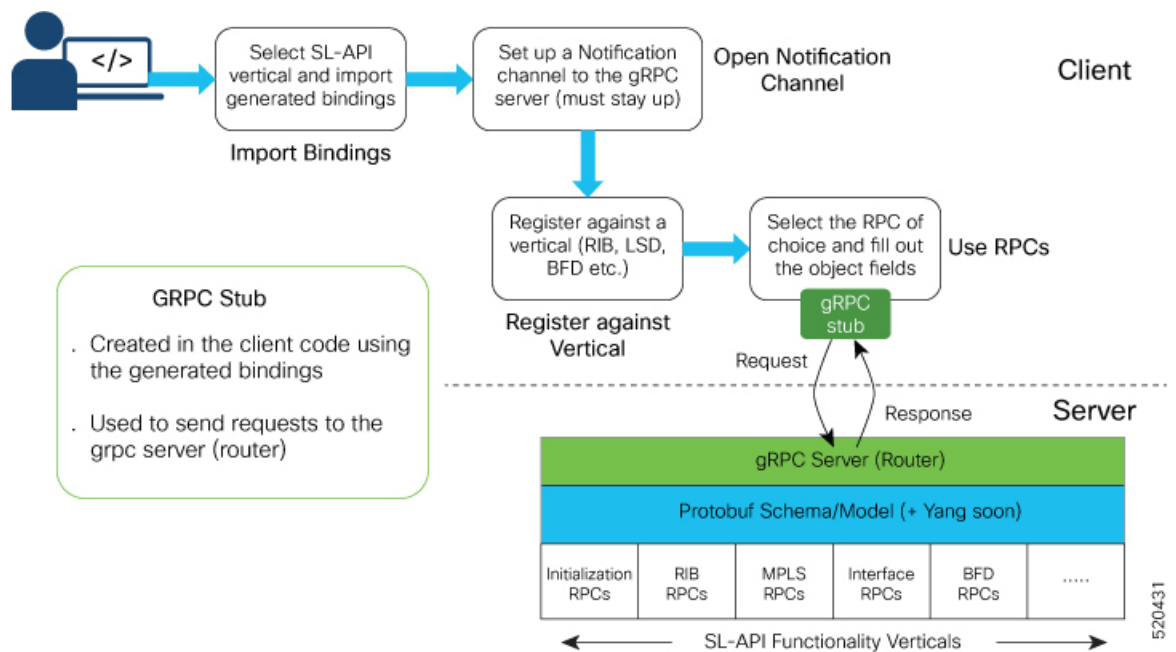 </>
Select SL-API
vertical and import
generated bindings
Import Bindings
Set up a Notification
channel to the gRPC
server (must stay up)
Open Notification
Channel
Client
Register against a
vertical (RIB, LSD,
BFD etc.)
Register against
Vertical
Select the RPC of
choice and fill out
the object fields
Use RPCs
gRPC
stub
GRPC Stub
. Created in the client code using
the generated bindings
. Used to send requests to the
grpc server (router)
Request
Response
Server
gRPC Server (Router)
Protobuf Schema/Model (+ Yang soon)
Initialization
RPCs
RIB
RPCs
MPLS
RPCs
Interface
RPCs
BFD
RPCs
.....
SL-API Functionality Verticals
520431